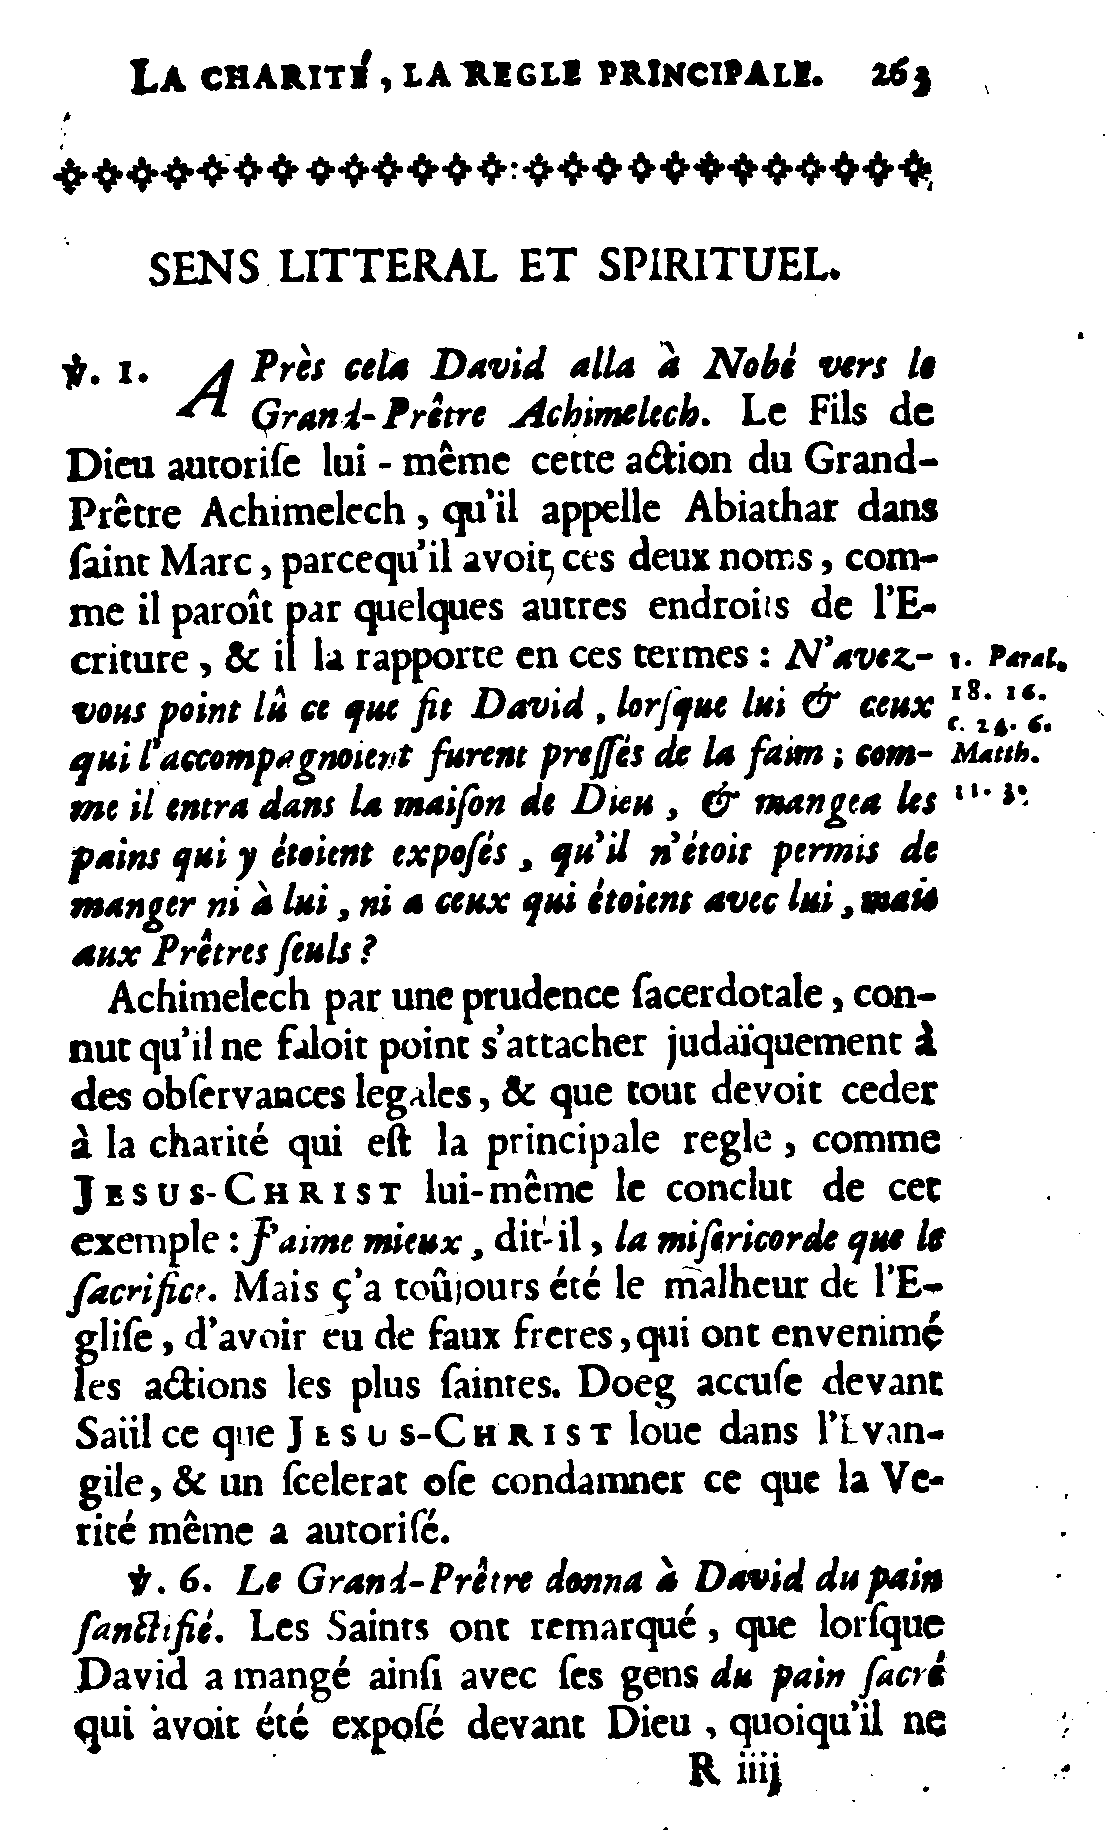 LA CHARITÉ, LA REGLE PRINCIPALE. 263
SENS LITTERAL ET SPIRITUEL.
℣. 1. APrès cela David alla à Nobé vers le
Grand-Prêtre Achimelech. Le Fils de
Dieu autoriſe lui-même cette action du Grand-
Prêtre Achimelech, qu'il appelle Abiathar dans
ſaint Marc, parcequ'il avoit ces deux noms, com-
me il paroît par quelques autres endroits de l'E-
criture, & il la rapporte en ces termes : N'avez-
vous point lû ce que fit David, lorſque lui & ceux
qui l'accompagnoient furent preſſés de la faim ; com-
me il entra dans la maiſon de Dieu, & mangea les
pains qui y étoient expoſés, qu'il n'étoit permis de
manger ni à lui, ni a ceux qui étoient avec lui, mais
aux Prêtres ſeuls ?
1. Paral.
18. 16.
c. 24. 6.
Matth.
11. 3.
Achimelech par une prudence ſacerdotale, con-
nut qu'il ne faloit point s'attacher judaïquement à
des obſervances legales, & que tout devoit ceder
à la charité qui eſt la principale regle, comme
JESUS-CHRIST lui-même le conclut de cet
exemple : J'aime mieux, dit-il, la miſericorde que le
ſacrifice. Mais ç'a toûjours été le malheur de l'E-
gliſe, d'avoir eu de faux freres, qui ont envenimé
les actions les plus ſaintes. Doeg accuſe devant
Saül ce que JESUS-CHRIST loue dans l'Evan-
gile, & un ſcelerat oſe condamner ce que la Ve-
rité même a autoriſé.
℣. 6. Le Grand-Prêtre donna à David du pain
ſanctifié. Les Saints ont remarqué, que lorſque
David a mangé ainſi avec ſes gens du pain ſacré
qui avoit été expoſé devant Dieu, quoiqu'il ne
R iiij